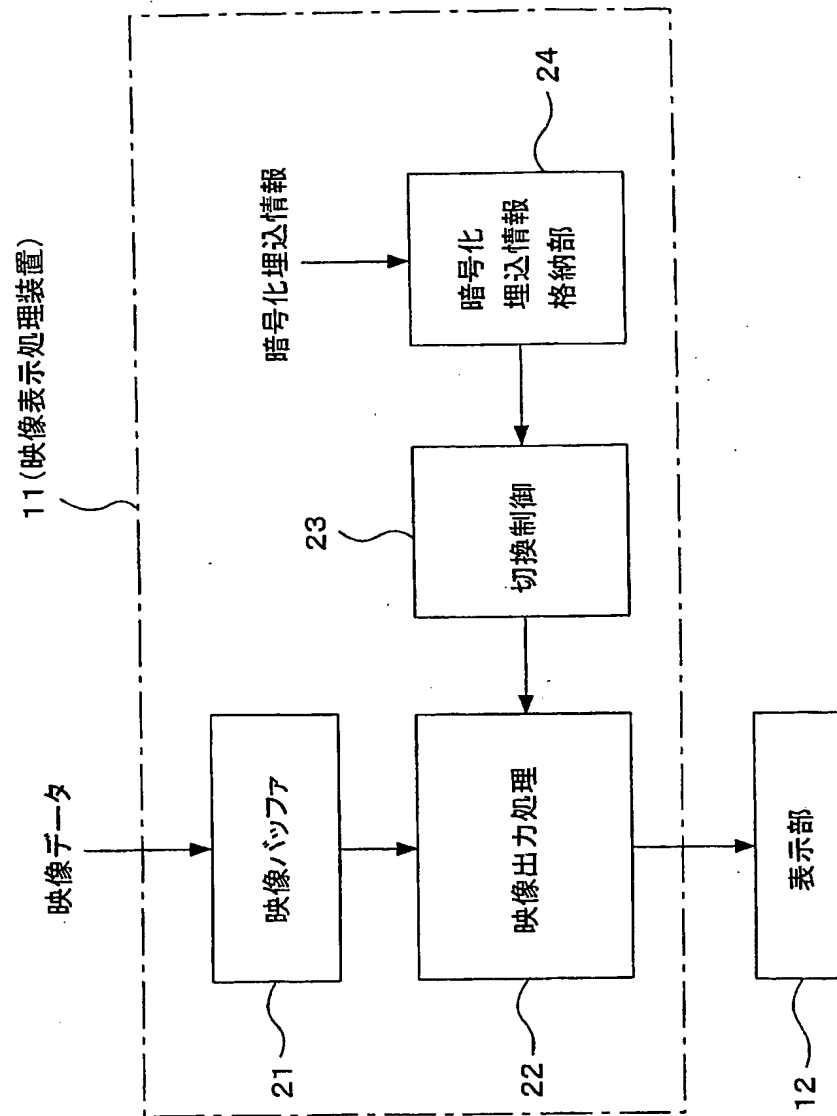 11(映像表示処理装置)
映像データ
暗号化埋込情報
映像バッファ
21
映像出力処理
22
切換制御
23
暗号化
埋込情報
格納部
24
表示部
12